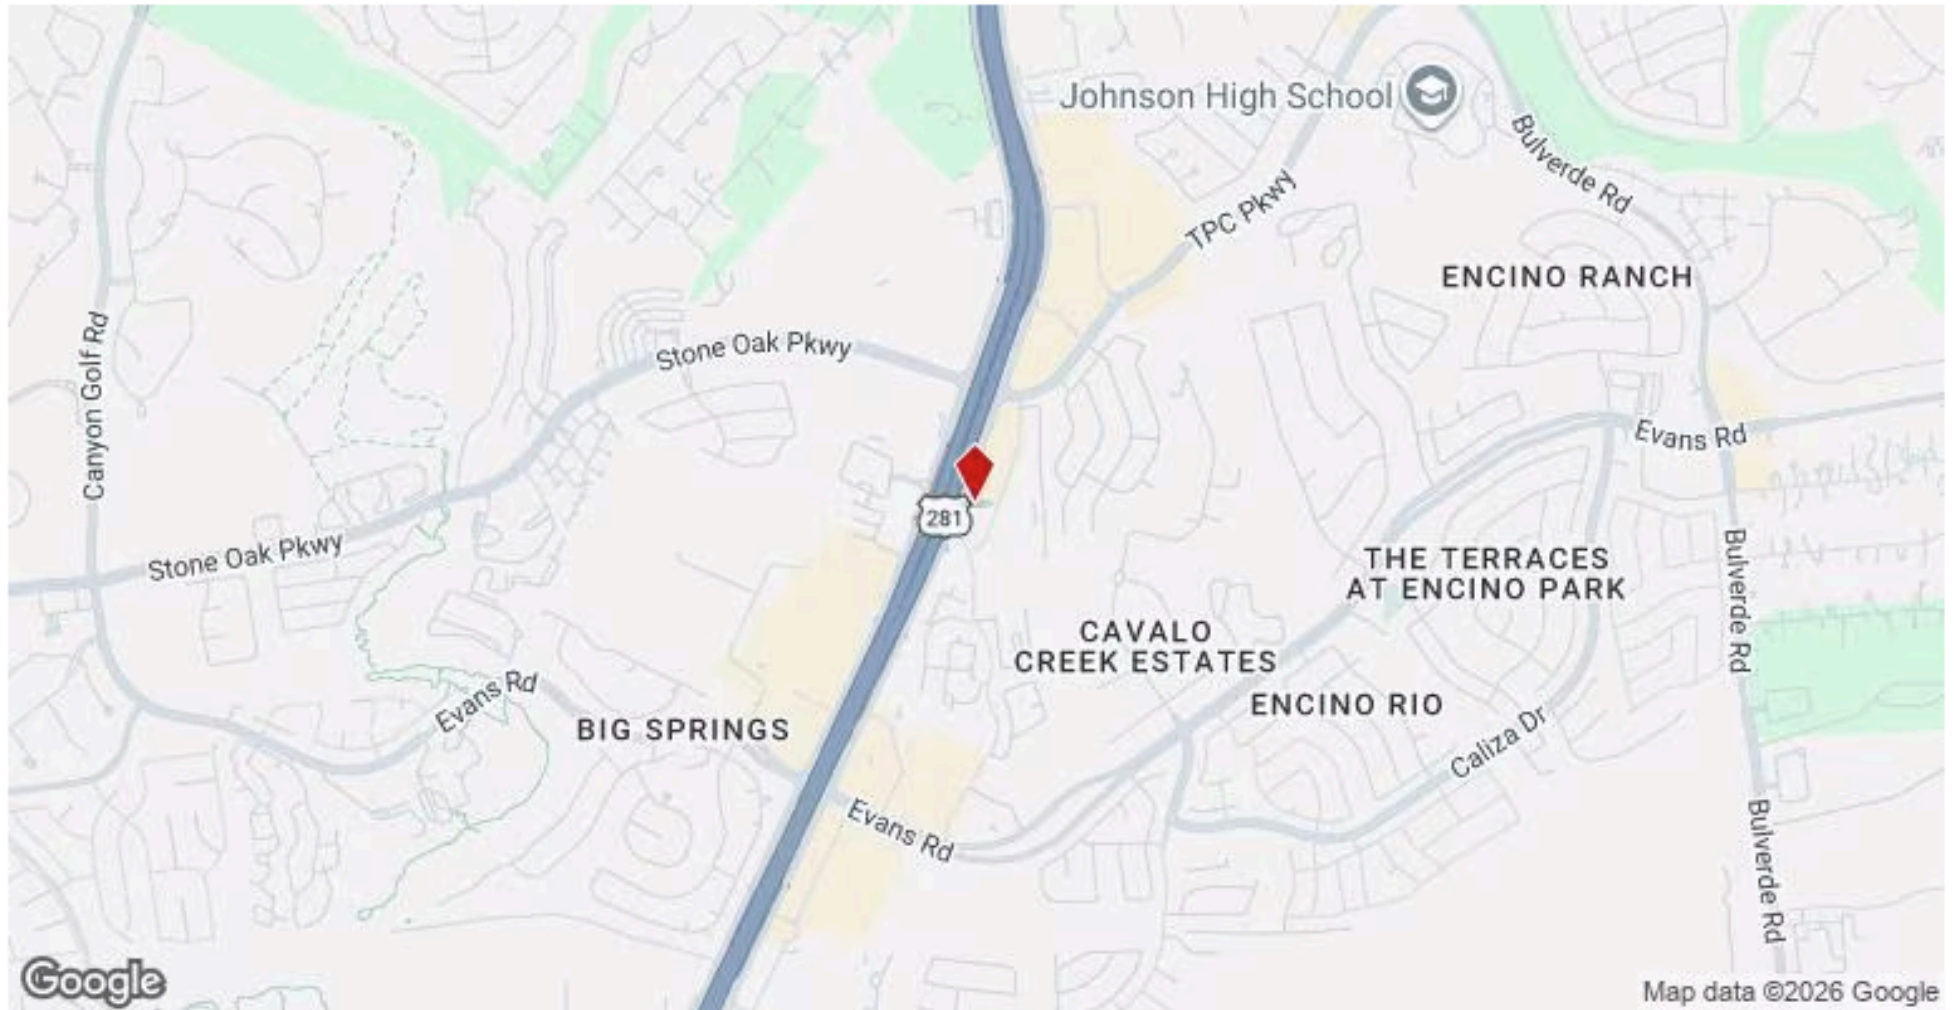 Johnson High School
Bulverde Rd
TPC Pkwy
ENCINO RANCH
Canyon Golf Rd
Stone Oak Pkwy
Evans Rd
281
Stone Oak Pkwy
THE TERRACES
AT ENCINO PARK
Bulverde Rd
CAVALO
CREEK ESTATES
Evans Rd
ENCINO RIO
BIG SPRINGS
Caliza Dr
Evans Rd
Bulverde Rd
Google
Map data ©2026 Google